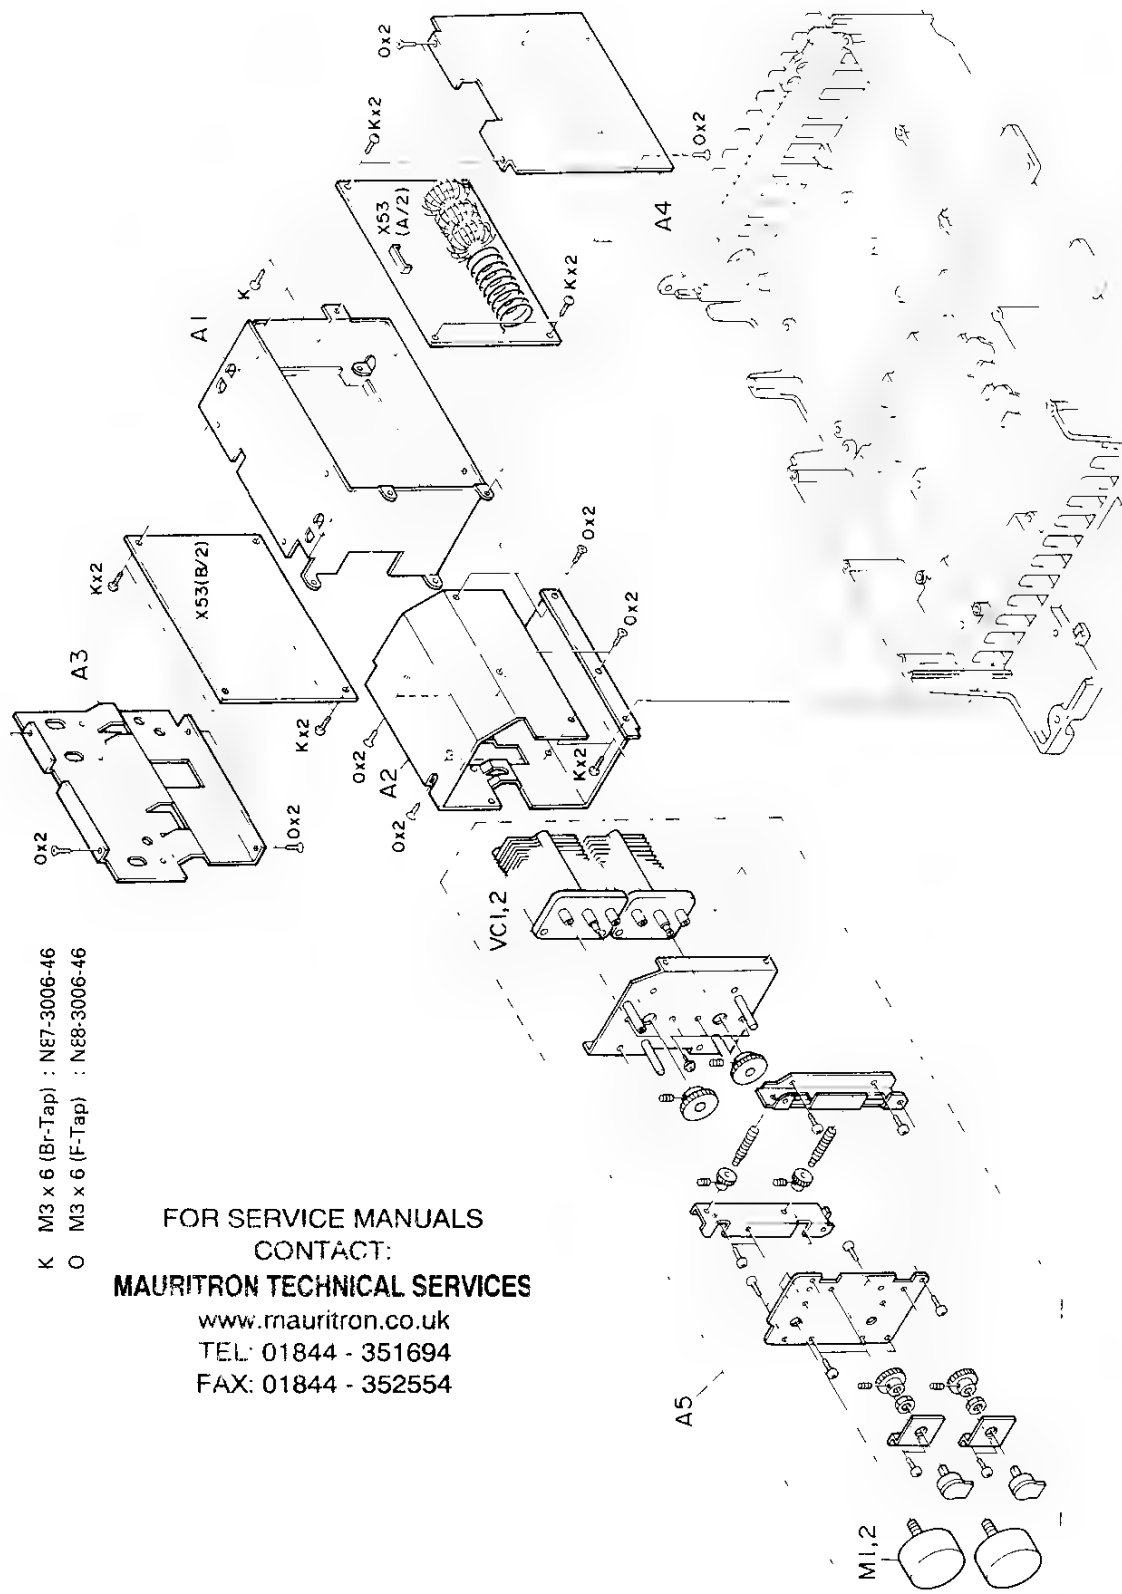 K M3 x 6 (Br-Tap) : N87-3006-46
O M3 x 6 (F-Tap) : N88-3006-46
FOR SERVICE MANUALS
CONTACT:
MAURITRON TECHNICAL SERVICES
www.mauritron.co.uk
TEL: 01844 - 351694
FAX: 01844 - 352554
Ox2
Kx2
X53
(A/2)
Ox2
A4
K
Kx2
A1
Kx2
X53(B/2)
A3
Kx2
Ox2
Ox2
Ox2
A2
Ox2
Ox2
Ox2
Kx2
VC1,2
A5
M1,2